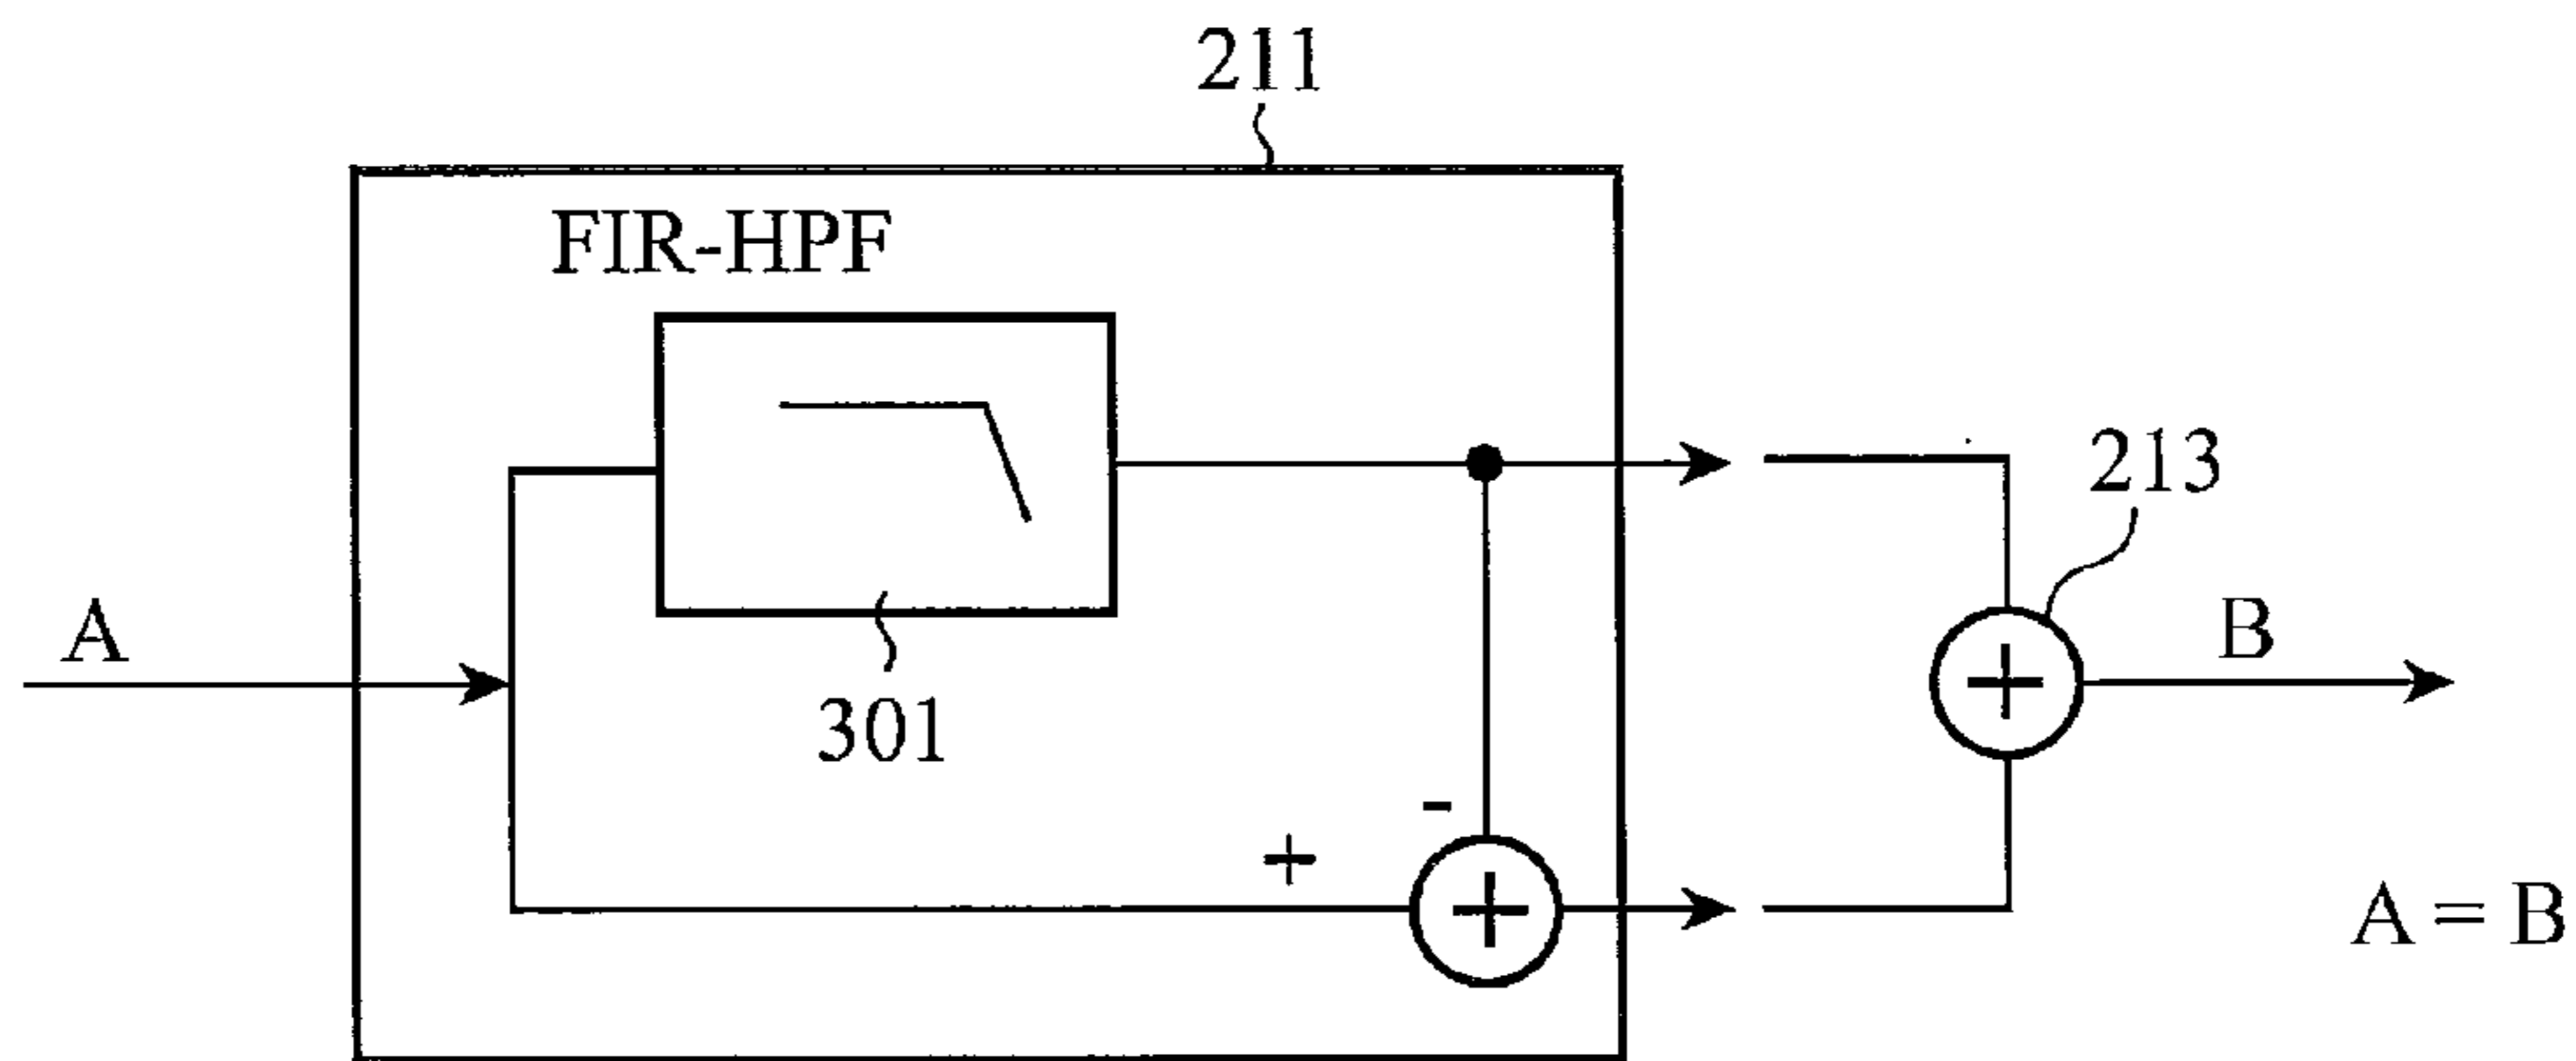 211
FIR-HPF
213
A
B
301
-
+
+
+
A = B